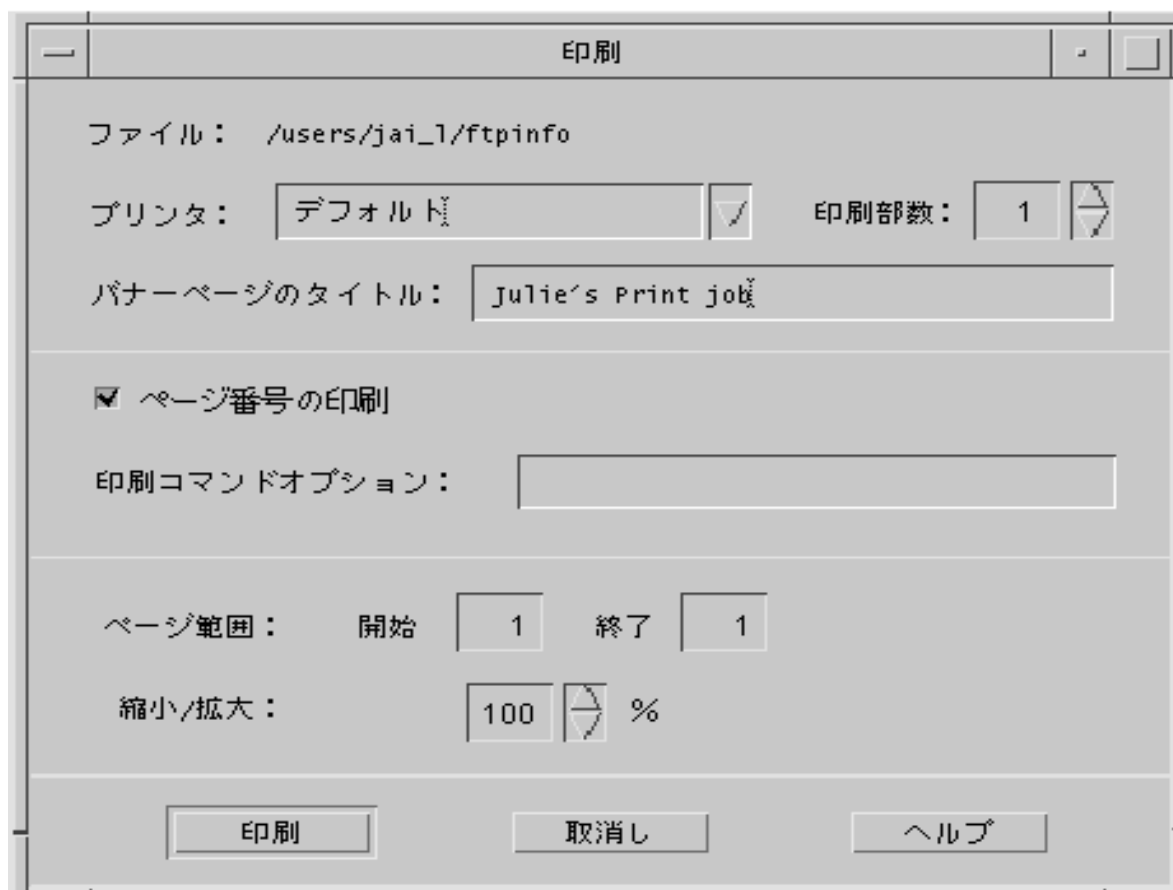 印刷
ファイル： /users/jai_l/ftpinfo
プリンタ： デフォルト 印刷部数： 1
バナーページのタイトル： Julie's Print job
ページ番号の印刷
印刷コマンドオプション：
ページ範囲： 開始 1 終了 1
縮小/拡大： 100 %
印刷 取消し ヘルプ